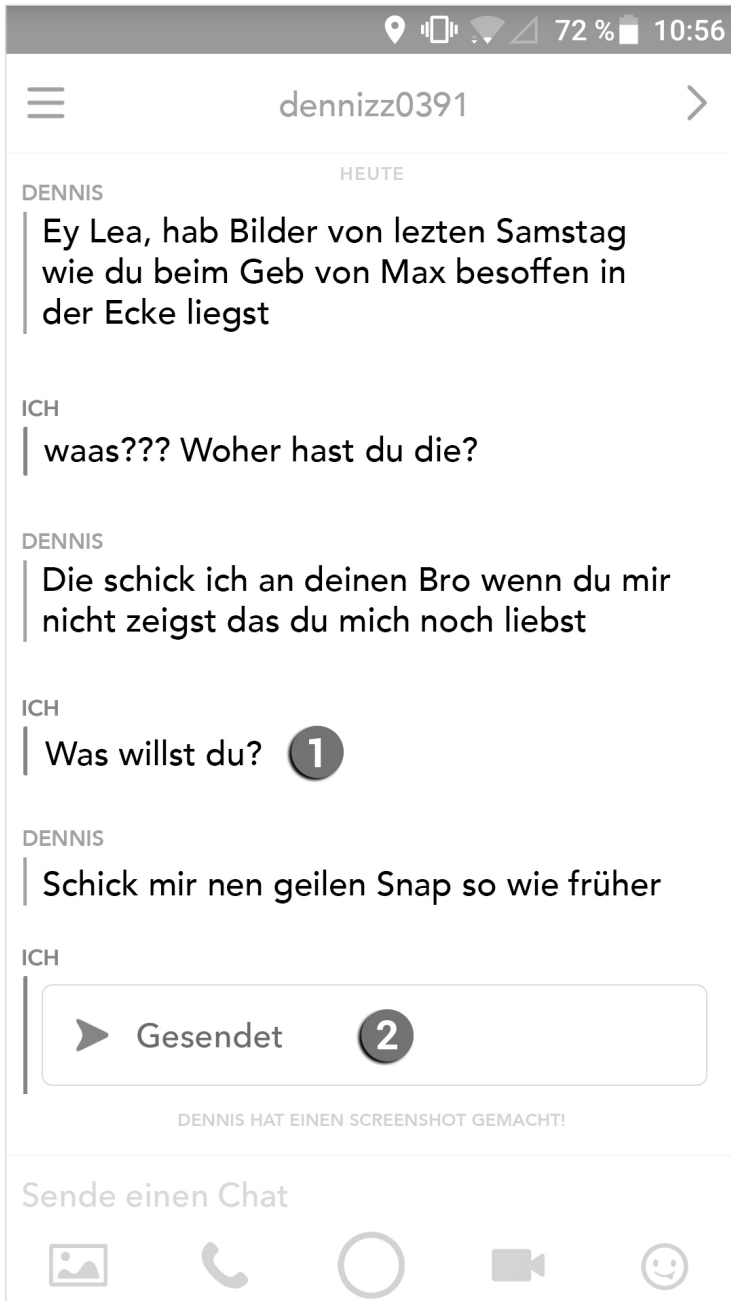 72 % 10:56
dennizz0391
HEUTE
DENNIS
Ey Lea, hab Bilder von lezten Samstag
wie du beim Geb von Max besoffen in
der Ecke liegst
ICH
waas??? Woher hast du die?
DENNIS
Die schick ich an deinen Bro wenn du mir
nicht zeigst das du mich noch liebst
ICH
Was willst du? 1
DENNIS
Schick mir nen geilen Snap so wie früher
ICH
Gesendet 2
DENNIS HAT EINEN SCREENSHOT GEMACHT!
Sende einen Chat